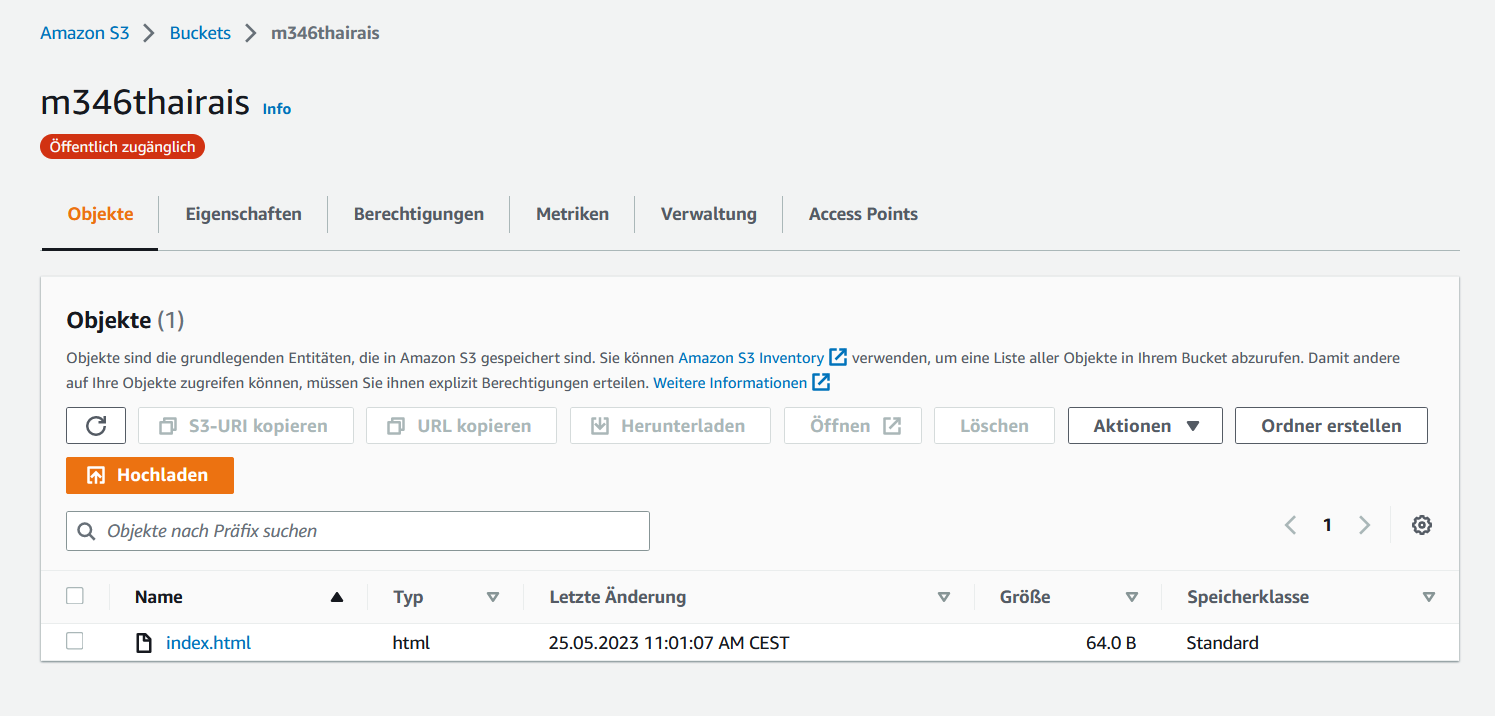 Amazon S3 > Buckets > m346thairais
m346thairais Info
Öffentlich zugänglich
Objekte Eigenschaften Berechtigungen Metriken Verwaltung Access Points
Objekte (1)
Objekte sind die grundlegenden Entitäten, die in Amazon S3 gespeichert sind. Sie können Amazon S3 Inventory verwenden, um eine Liste aller Objekte in Ihrem Bucket abzurufen. Damit andere
auf Ihre Objekte zugreifen können, müssen Sie ihnen explizit Berechtigungen erteilen. Weitere Informationen
S3-URI kopieren URL kopieren Herunterladen Öffnen Löschen Aktionen Ordner erstellen
Hochladen
Objekte nach Präfix suchen 1
Name Typ Letzte Änderung Größe Speicherklasse
index.html html 25.05.2023 11:01:07 AM CEST 64.0 B Standard